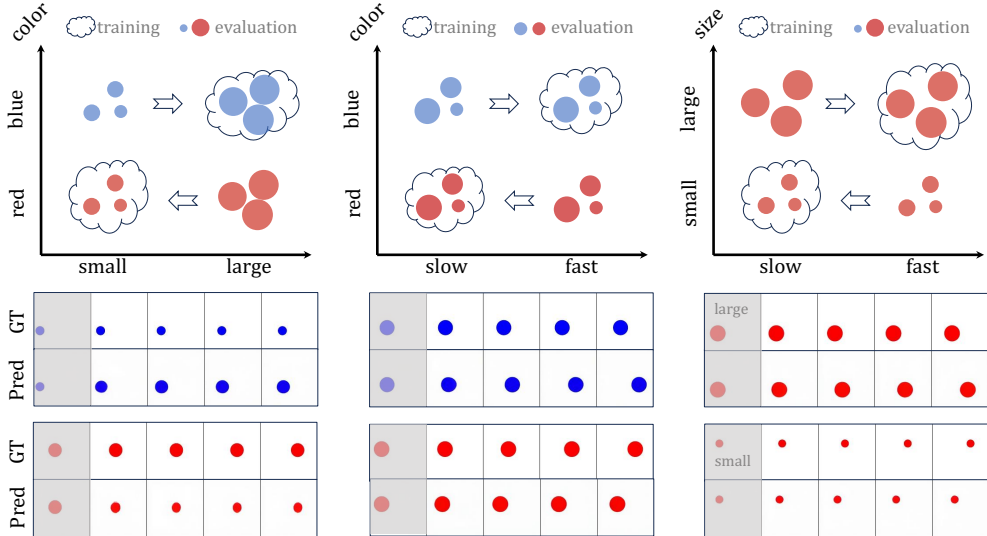 color
training
evaluation
blue
red
small
large
color
training
evaluation
blue
red
slow
fast
size
training
evaluation
large
small
slow
fast
GT
Pred
large
GT
Pred
small